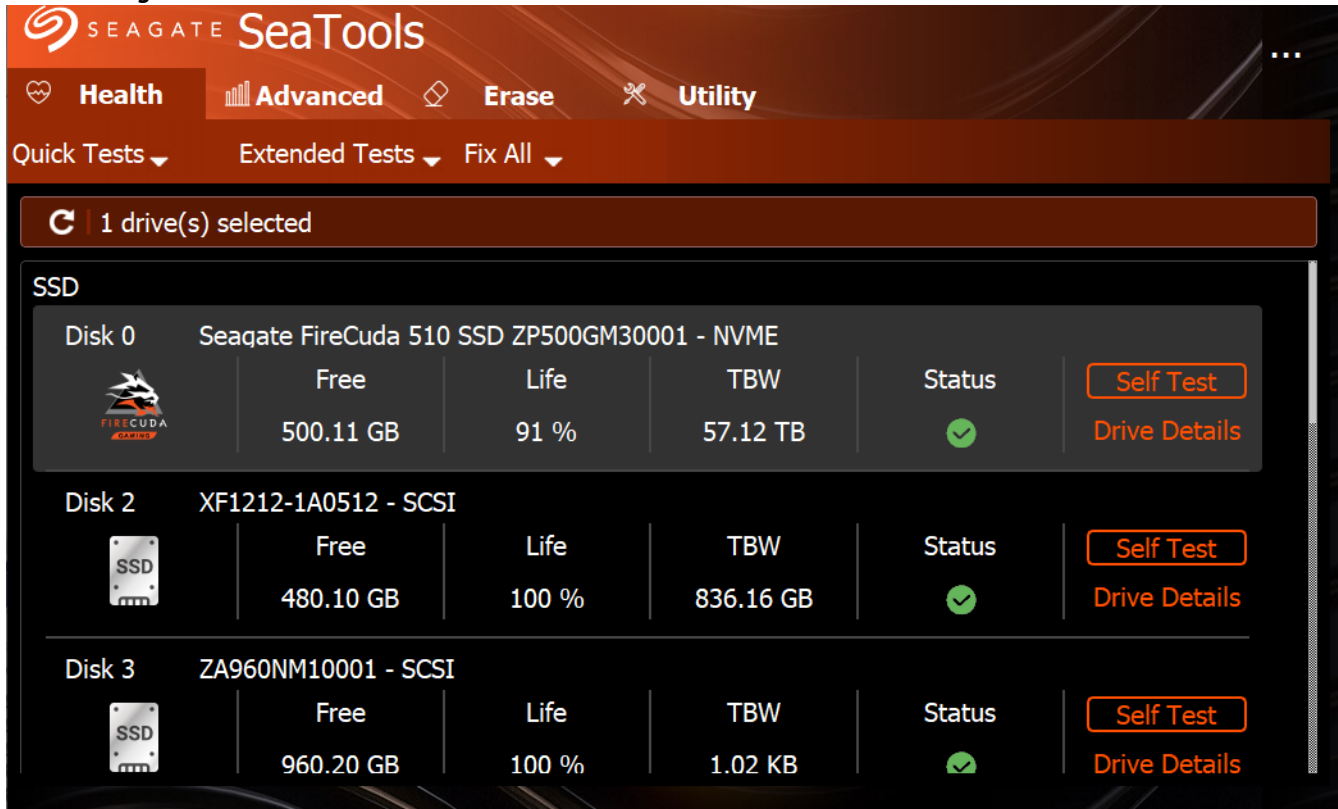 SEAGATE SeaTools
...
Health Advanced Erase Utility
Quick Tests Extended Tests Fix All
1 drive(s) selected
SSD
Disk 0 Seagate FireCuda 510 SSD ZP500GM30001 - NVME
Free Life TBW Status Self Test
FIRECUDA
GAMING
500.11 GB 91 % 57.12 TB Drive Details
Disk 2 XF1212-1A0512 - SCSI
Free Life TBW Status Self Test
SSD
480.10 GB 100 % 836.16 GB Drive Details
Disk 3 ZA960NM10001 - SCSI
Free Life TBW Status Self Test
SSD
960.20 GB 100 % 1.02 KB Drive Details